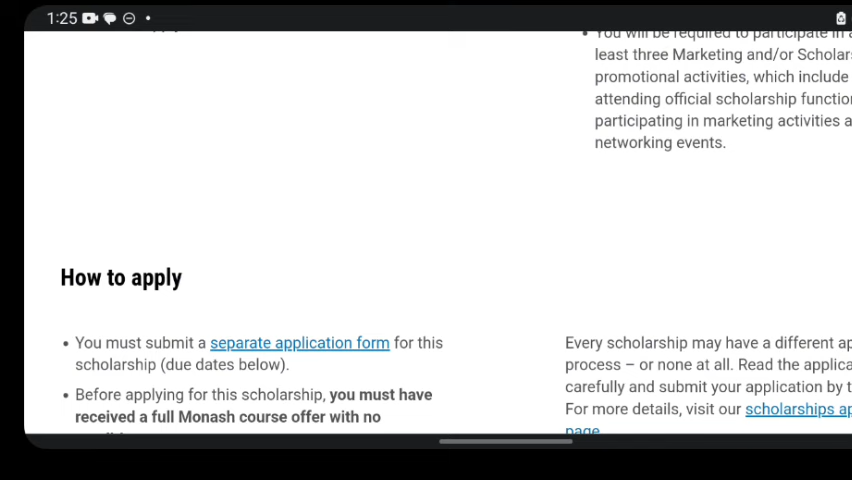 1:25
You will be required to participate in
least three Marketing and/or Scholars
promotional activities, which include
attending official scholarship functio
participating in marketing activities a
networking events.
How to apply
• You must submit a separate application form for this
scholarship (due dates below).
• Before applying for this scholarship, you must have
received a full Monash course offer with no
Every scholarship may have a different ap
process – or none at all. Read the applica
carefully and submit your application by t
For more details, visit our scholarships ap
page